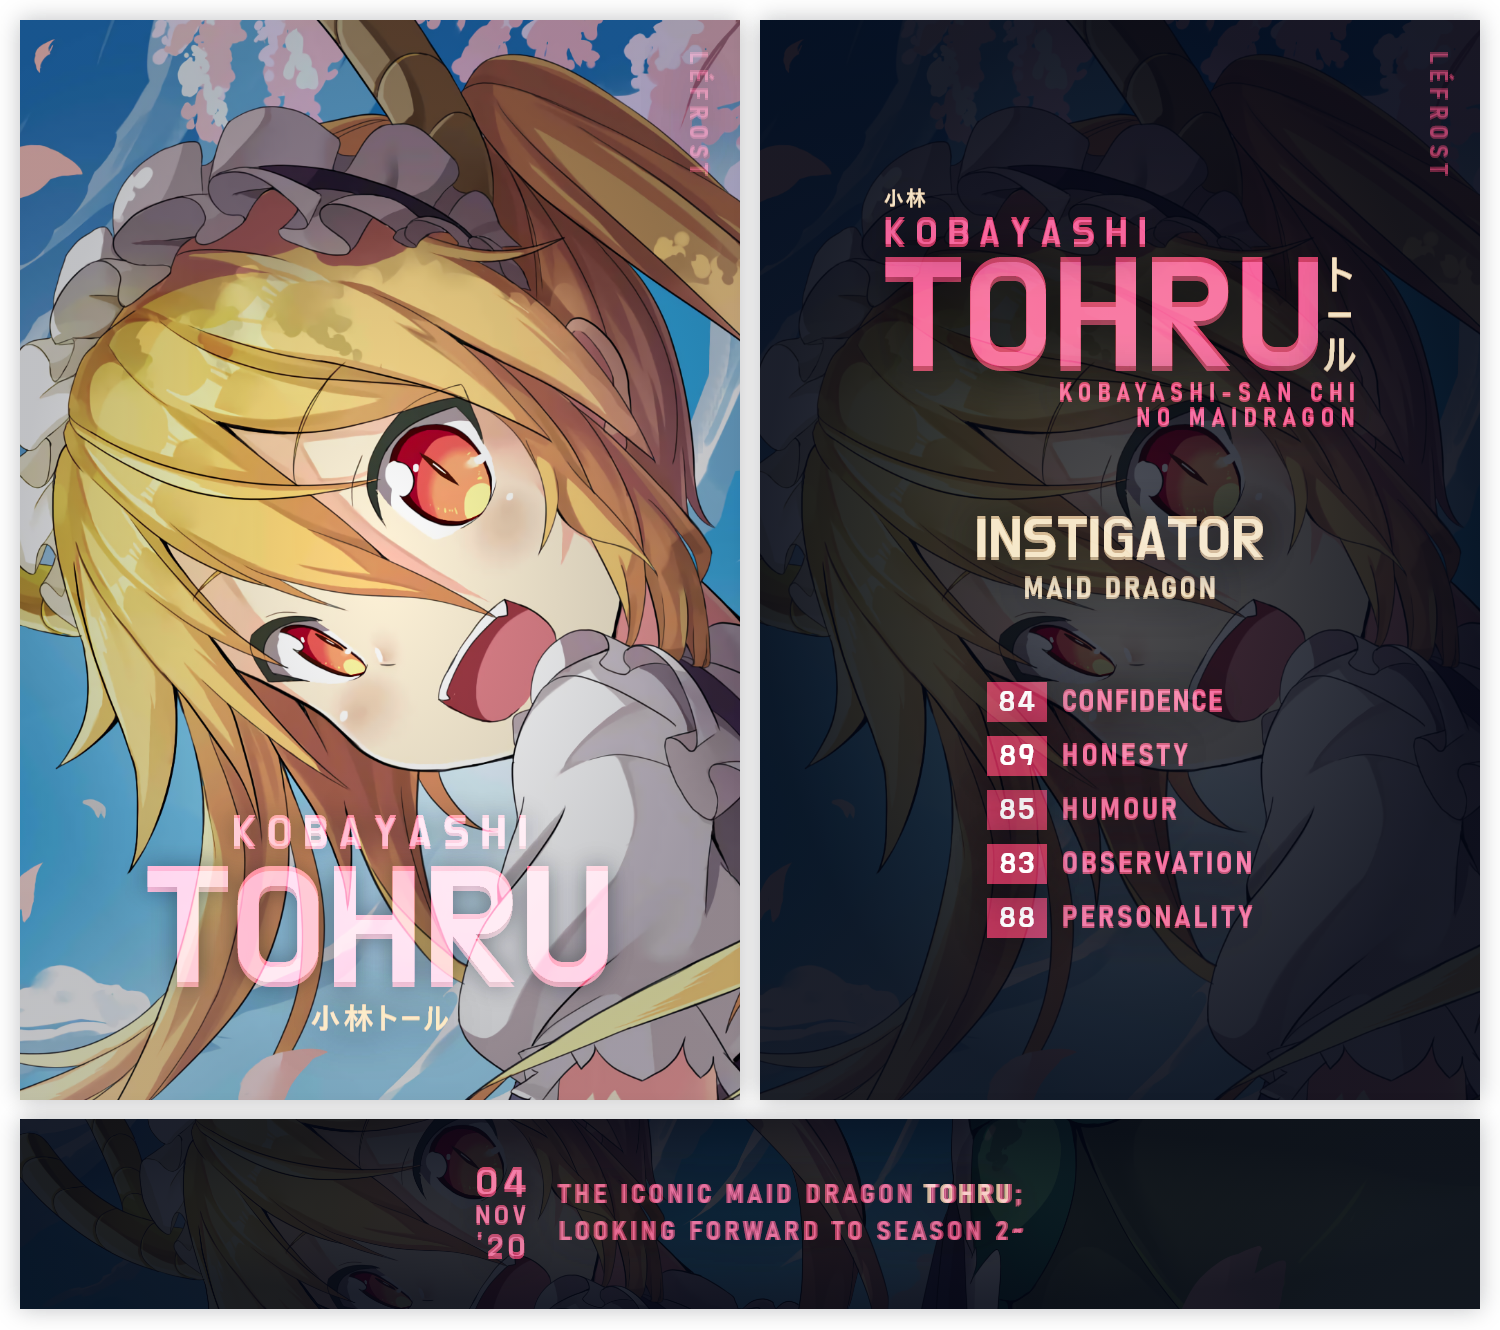 LÉFROST
KOBAYASHI
TOHRU
小林トール
LÉFROST
小林
KOBAYASHI
TOHRU
トール
KOBAYASHI-SAN CHI
NO MAIDRAGON
INSTIGATOR
MAID DRAGON
84 CONFIDENCE
89 HONESTY
85 HUMOUR
83 OBSERVATION
88 PERSONALITY
04
NOV
'20
THE ICONIC MAID DRAGON TOHRU;
LOOKING FORWARD TO SEASON 2~